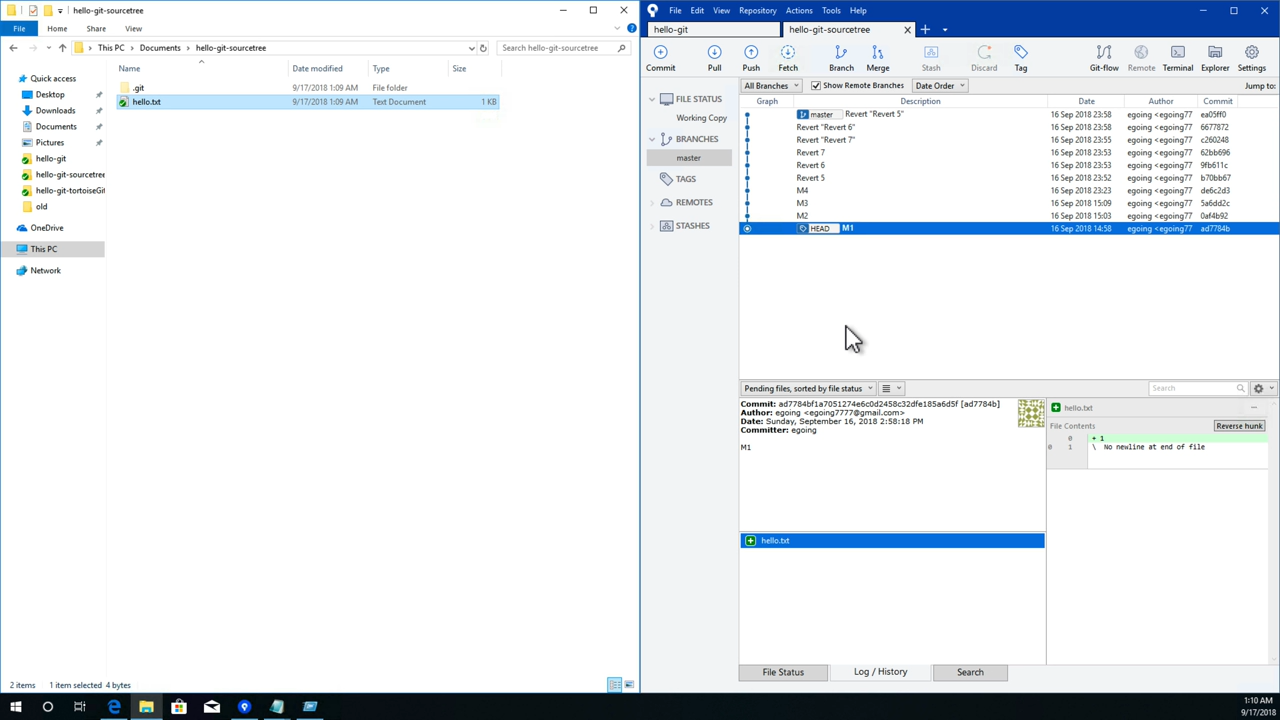 hello-git-sourcetree
File Home Share View
This PC Documents hello-git-sourcetree
Search hello-git-sourcetree
Name Date modified Type Size
.git 9/17/2018 1:09 AM File folder
hello.txt 9/17/2018 1:09 AM Text Document 1 KB
Quick access
Desktop
Downloads
Documents
Pictures
hello-git
hello-git-sourcetree
hello-git-tortoiseGit
old
OneDrive
This PC
Network
2 items 1 item selected 4 bytes
File Edit View Repository Actions Tools Help
hello-git hello-git-sourcetree
Commit Pull Push Fetch Branch Merge Stash Discard Tag Git-flow Remote Terminal Explorer Settings
All Branches Show Remote Branches Date Order Jump to:
FILE STATUS
Working Copy
BRANCHES
master
TAGS
REMOTES
STASHES
Graph Description Date Author Commit
master Revert "Revert 5" 16 Sep 2018 23:58 egoing <egoing77 ea05ff0
Revert "Revert 6" 16 Sep 2018 23:58 egoing <egoing77 6677872
Revert "Revert 7" 16 Sep 2018 23:58 egoing <egoing77 c260248
Revert 7 16 Sep 2018 23:53 egoing <egoing77 62bb696
Revert 6 16 Sep 2018 23:53 egoing <egoing77 9fb611c
Revert 5 16 Sep 2018 23:52 egoing <egoing77 b70bb67
M4 16 Sep 2018 23:23 egoing <egoing77 de6c2d3
M3 16 Sep 2018 15:09 egoing <egoing77 5a6dd2c
M2 16 Sep 2018 15:03 egoing <egoing77 0af4b92
HEAD M1 16 Sep 2018 14:58 egoing <egoing77 ad7784b
Pending files, sorted by file status Search
Commit: ad7784bf1a7051274e6c0d2458c32dfe185a6d5f [ad7784b]
Author: egoing <egoing7777@gmail.com>
Date: Sunday, September 16, 2018 2:58:18 PM
Committer: egoing
M1
hello.txt
hello.txt
File Contents Reverse hunk
0 + 1
0 1 \ No newline at end of file
File Status Log / History Search
1:10 AM
9/17/2018